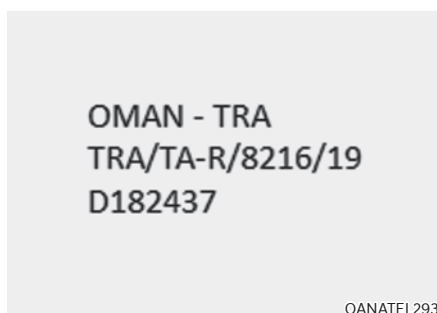 OMAN - TRA
TRA/TA-R/8216/19
D182437
OANATEL293